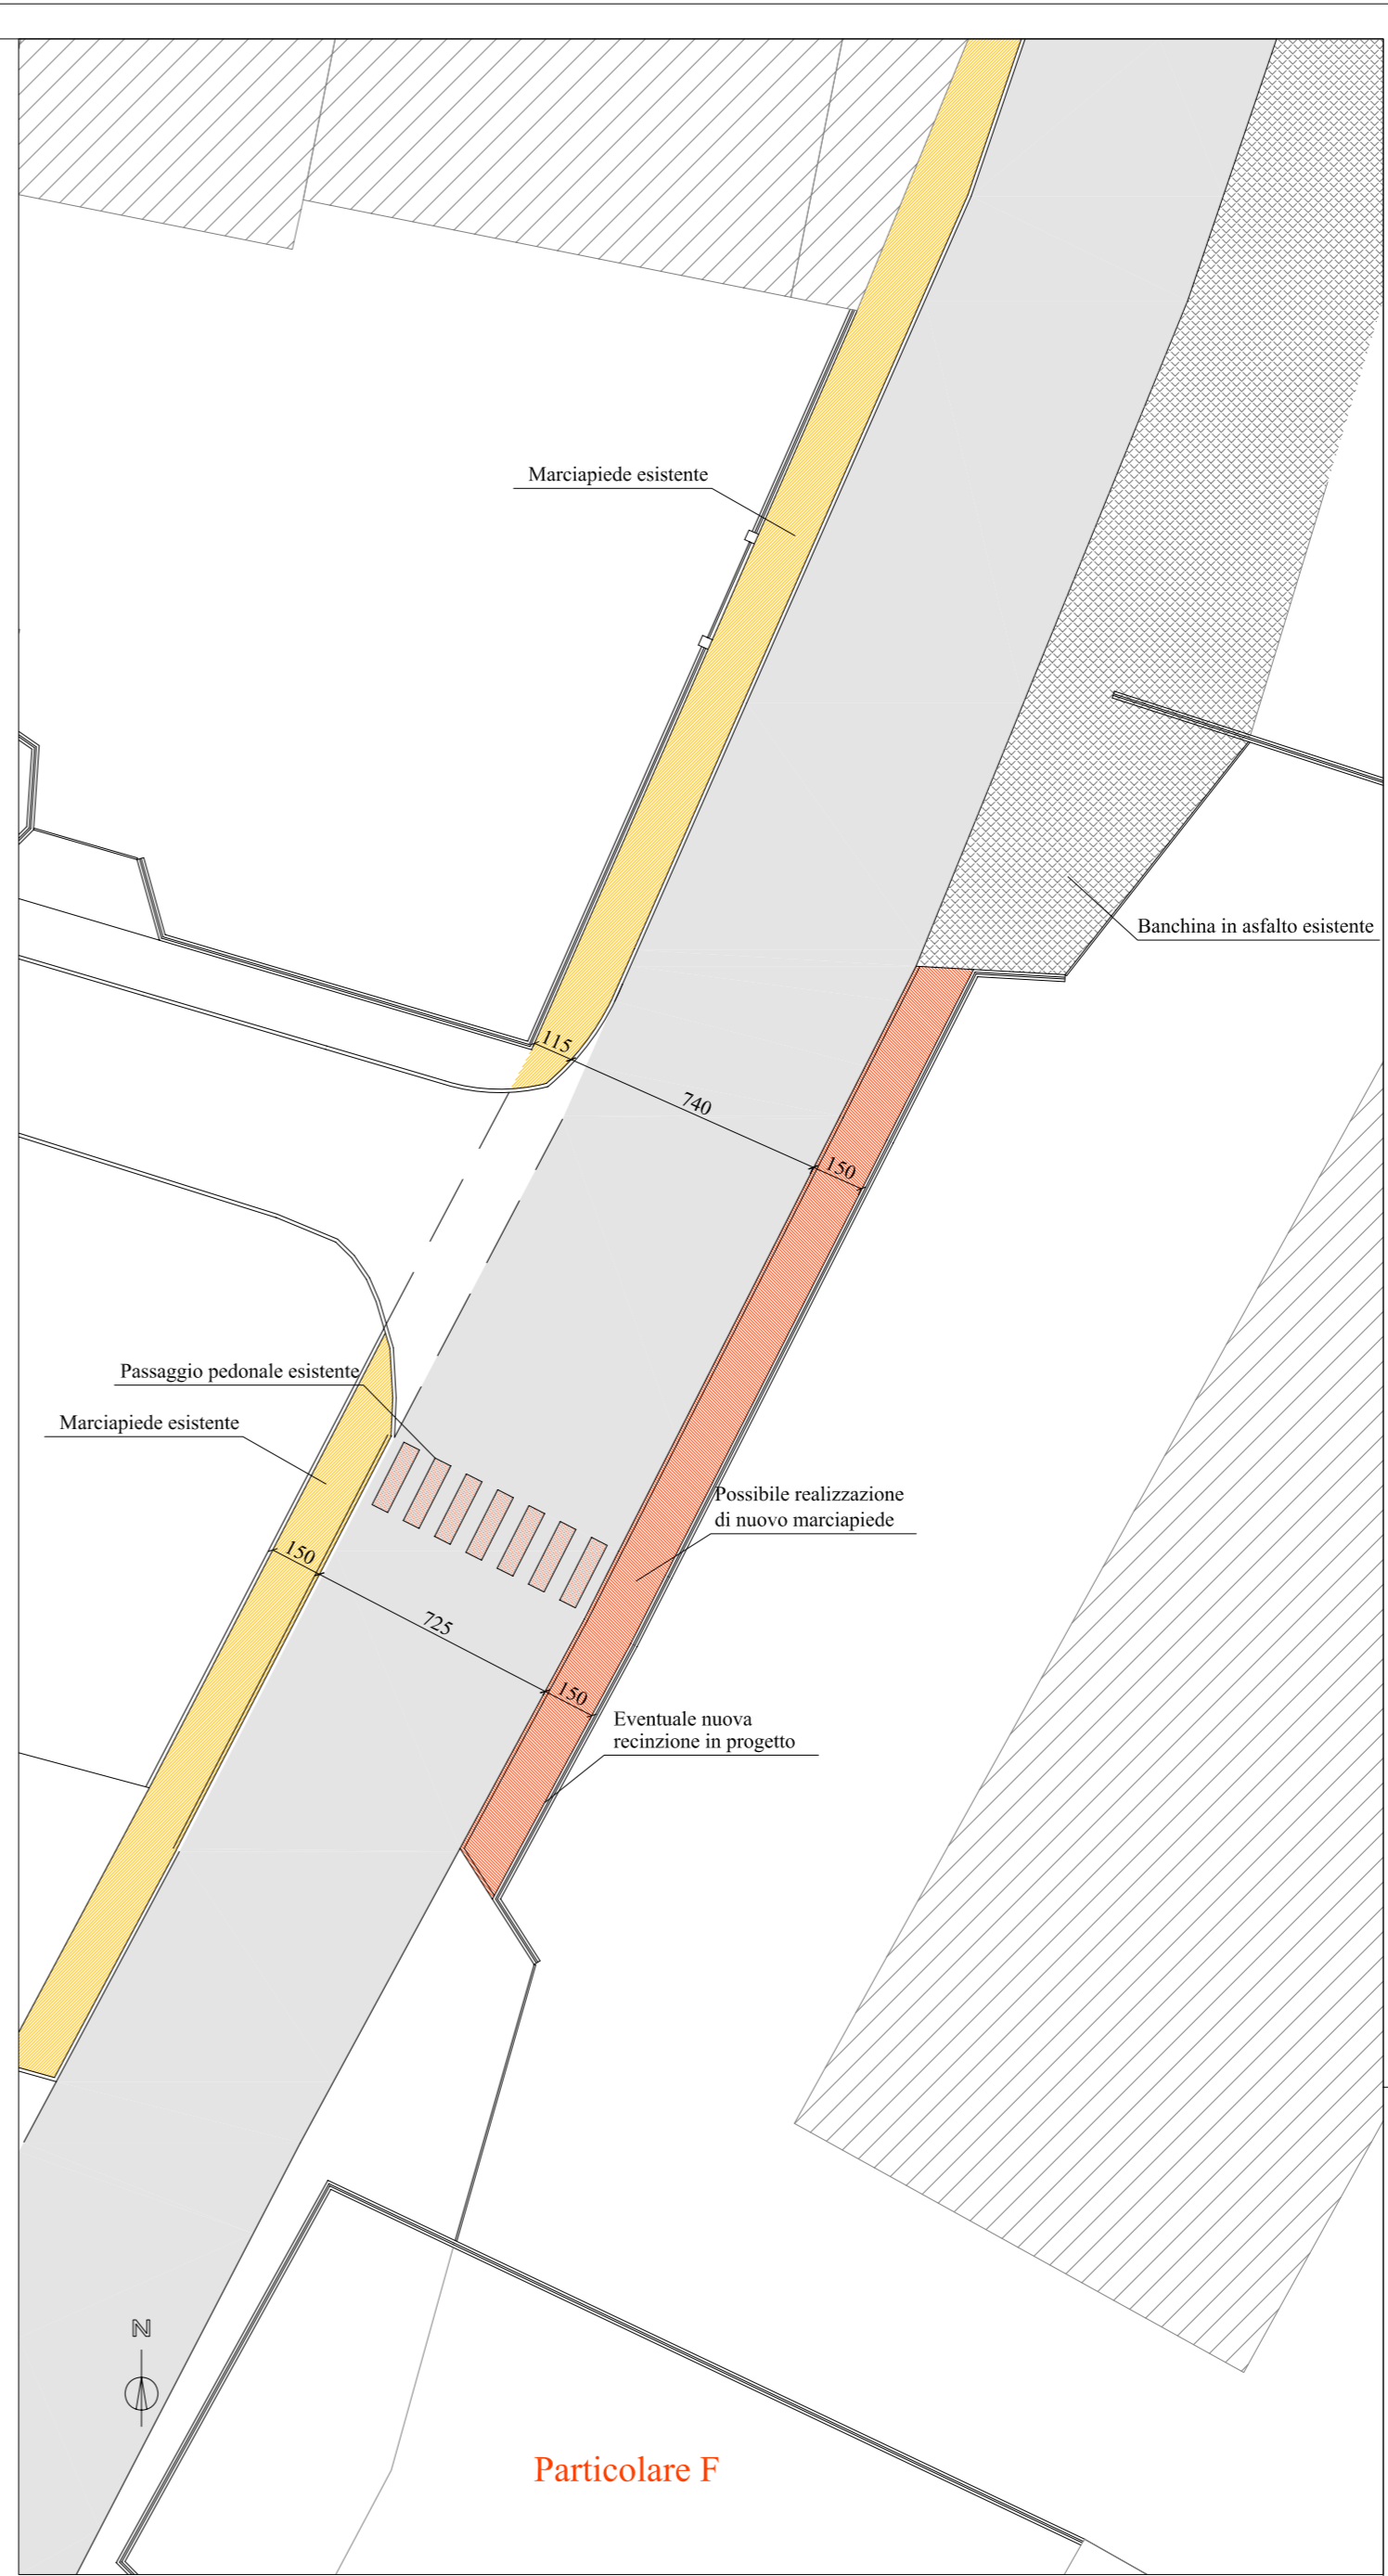 Marciapiede esistente
Banchina in asfalto esistente
115
740
150
Passaggio pedonale esistente
Marciapiede esistente
Possibile realizzazione
di nuovo marciapiede
150
725
150
Eventuale nuova
recinzione in progetto
N
Particolare F